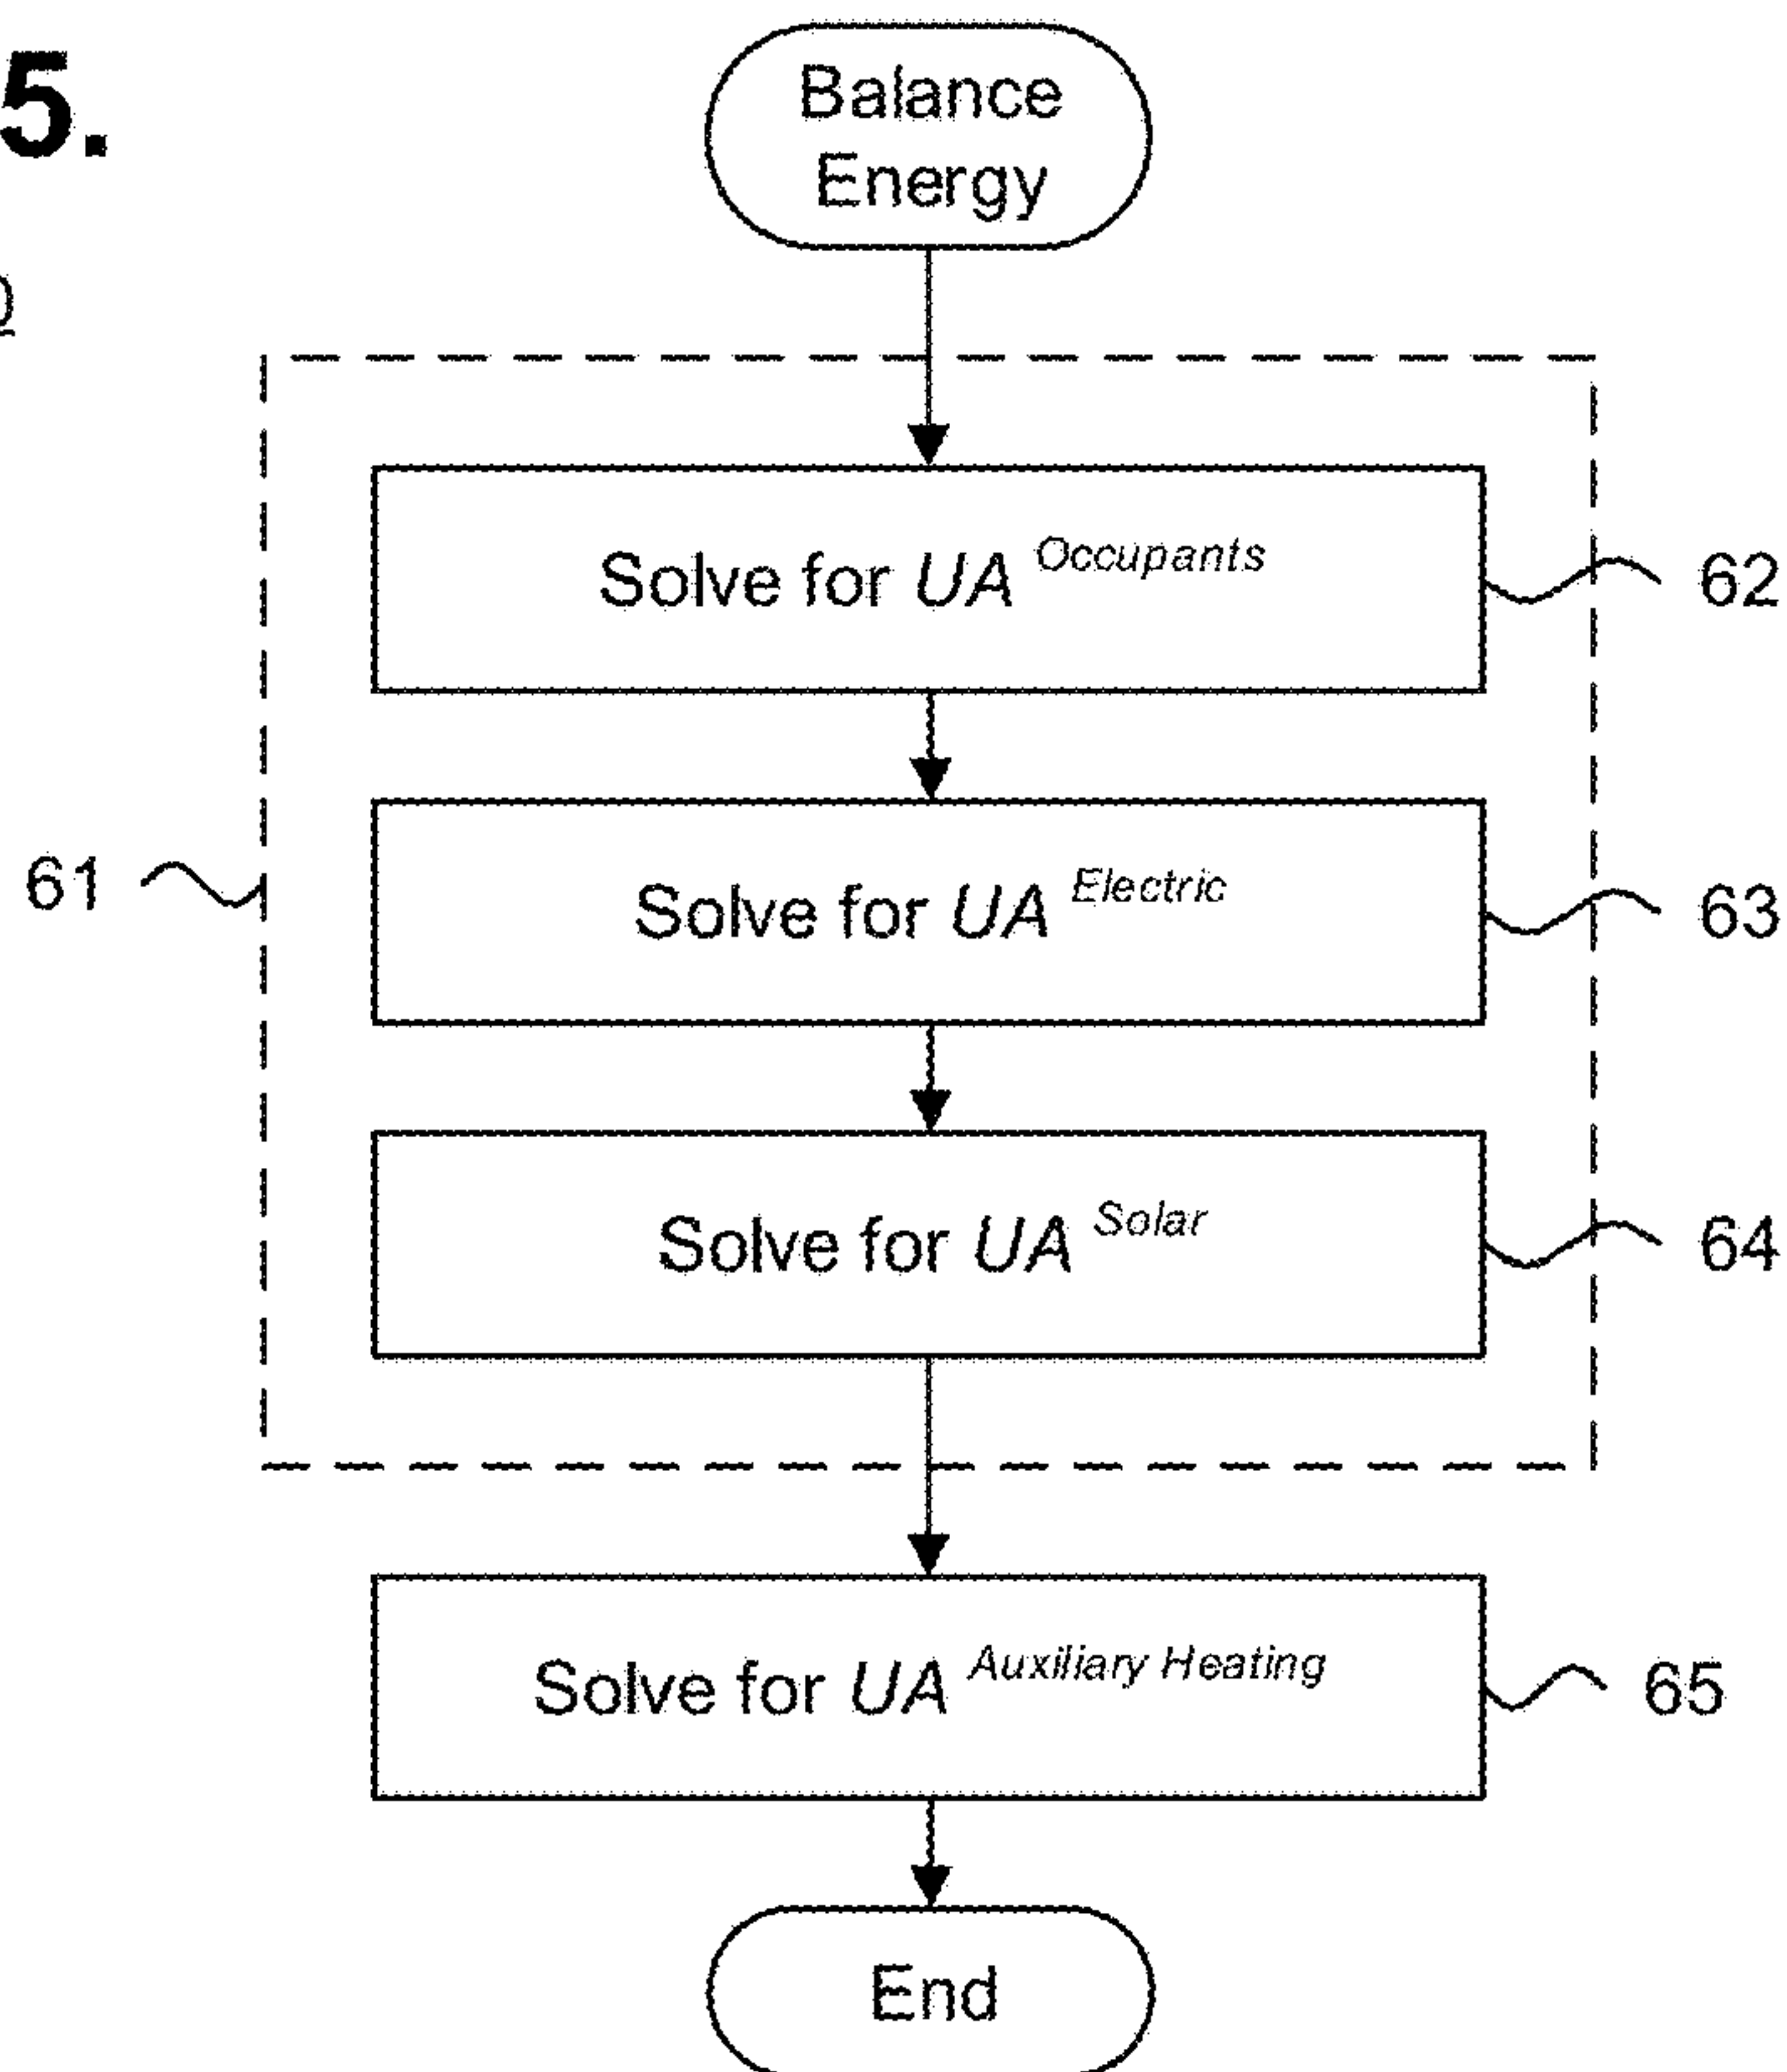 5.
Balance
Energy
Solve for UA Occupants
62
Solve for UA Electric
61
63
Solve for UA Solar
64
Solve for UA Auxiliary Heating
65
End